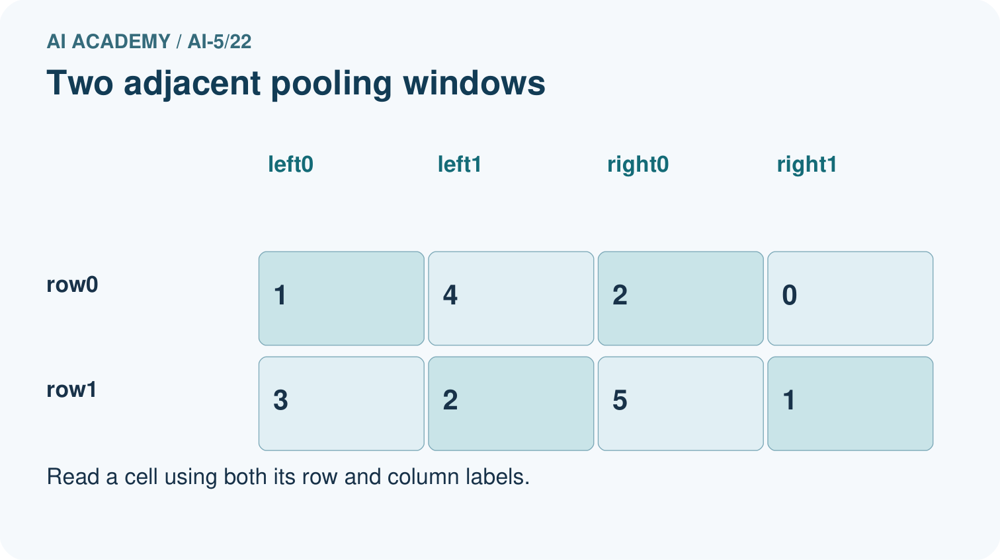 AI ACADEMY / AI-5/22
Two adjacent pooling windows
left0 left1 right0 right1
row0 1 4 2 0
row1 3 2 5 1
Read a cell using both its row and column labels.